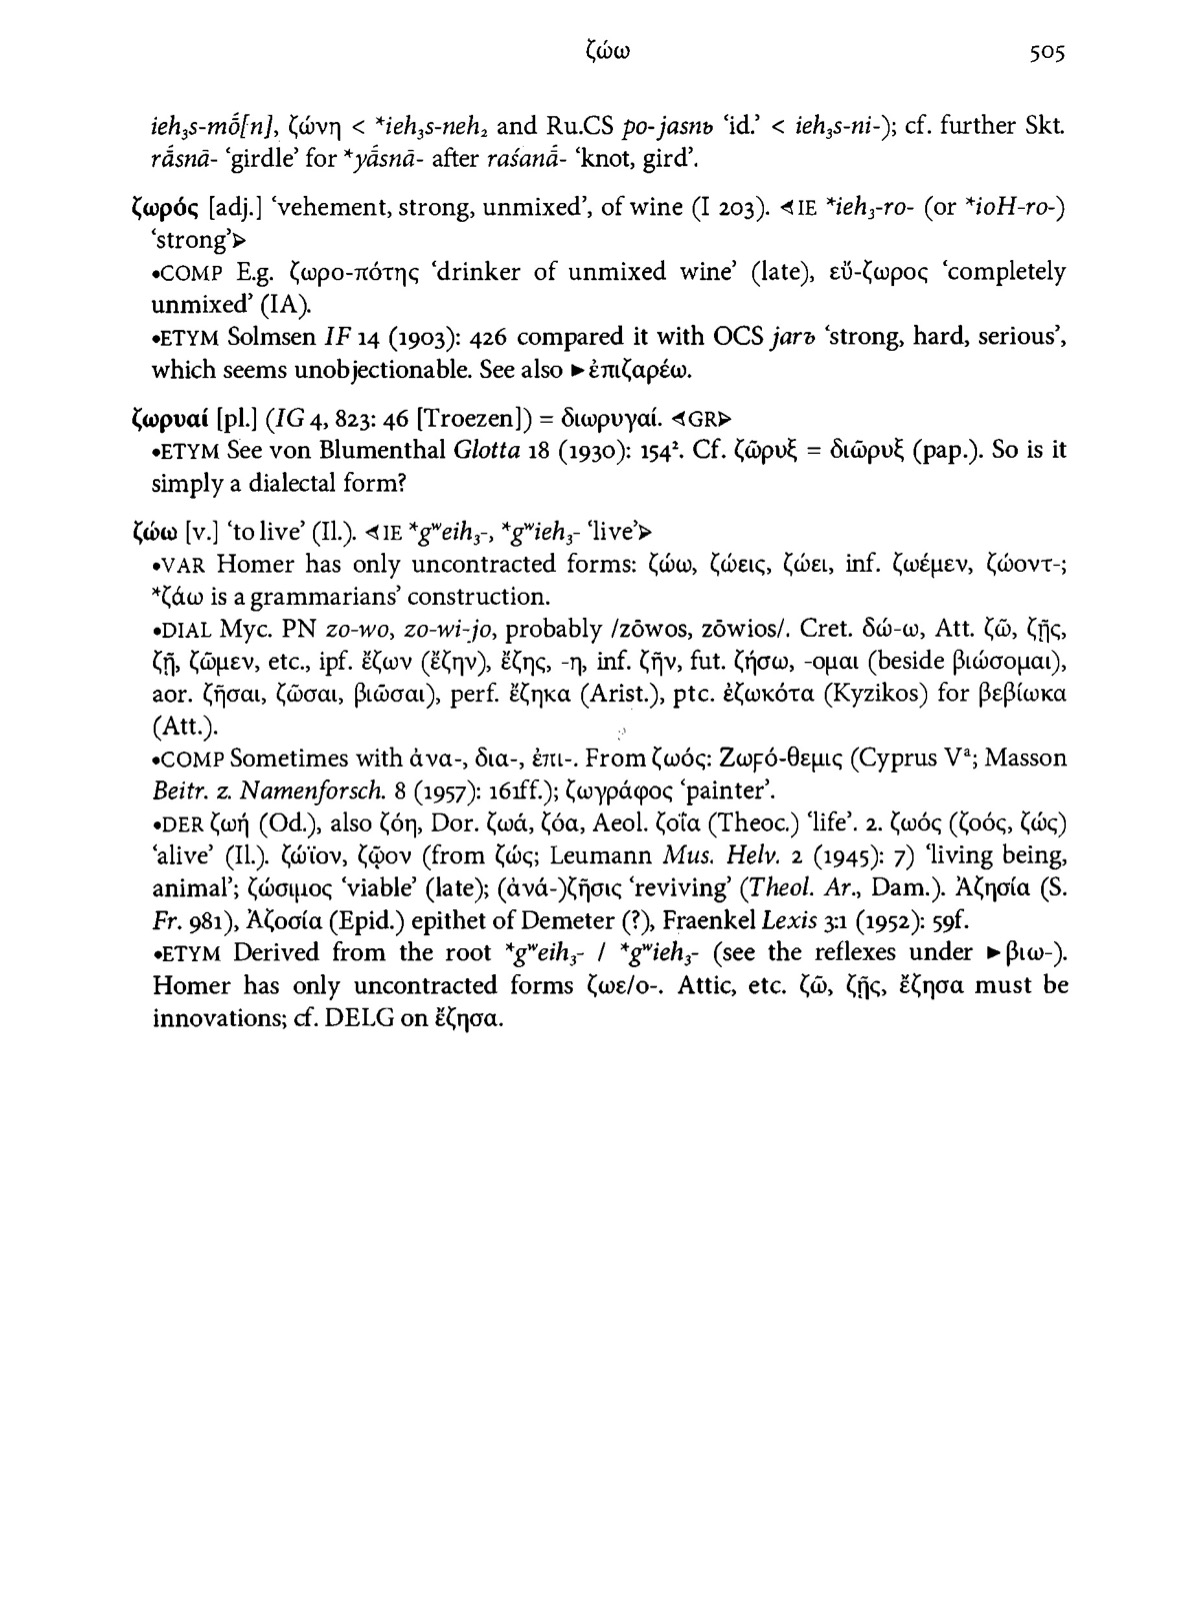 ζώω 505
ieh₃s-mṓ[n], ζώνη < *ieh₃s-neh₂ and Ru.CS po-jasnъ ‘id.’ < ieh₃s-ni-); cf. further Skt.
rā́snā- ‘girdle’ for *yā́snā- after raśanā́- ‘knot, gird’.
ζωρός [adj.] ‘vehement, strong, unmixed’, of wine (I 203). ⊲IE *ieh₃-ro- (or *ioH-ro-)
‘strong’⊳
•COMP E.g. ζωρο-πότης ‘drinker of unmixed wine’ (late), εὔ-ζωρος ‘completely
unmixed’ (IA).
•ETYM Solmsen IF 14 (1903): 426 compared it with OCS jarъ ‘strong, hard, serious’,
which seems unobjectionable. See also ►ἐπιζαρέω.
ζωρυαί [pl.] (IG 4, 823: 46 [Troezen]) = διωρυγαί. ⊲GR⊳
•ETYM See von Blumenthal Glotta 18 (1930): 154². Cf. ζῶρυξ = διῶρυξ (pap.). So is it
simply a dialectal form?
ζώω [v.] ‘to live’ (Il.). ⊲IE *gʷeih₃-, *gʷieh₃- ‘live’⊳
•VAR Homer has only uncontracted forms: ζώω, ζώεις, ζώει, inf. ζωέμεν, ζώοντ-;
*ζάω is a grammarians’ construction.
•DIAL Myc. PN zo-wo, zo-wi-jo, probably /zōwos, zōwios/. Cret. δώ-ω, Att. ζῶ, ζῇς,
ζῇ, ζῶμεν, etc., ipf. ἔζων (ἔζην), ἔζης, -η, inf. ζῆν, fut. ζήσω, -ομαι (beside βιώσομαι),
aor. ζῆσαι, ζῶσαι, βιῶσαι), perf. ἔζηκα (Arist.), ptc. ἐζωκότα (Kyzikos) for βεβίωκα
(Att.).
•COMP Sometimes with ἀνα-, δια-, ἐπι-. From ζωός: Ζωϝό-θεμις (Cyprus Vᵃ; Masson
Beitr. z. Namenforsch. 8 (1957): 161ff.); ζωγράφος ‘painter’.
•DER ζωή (Od.), also ζόη, Dor. ζωά, ζόα, Aeol. ζοΐα (Theoc.) ‘life’. 2. ζωός (ζοός, ζώς)
‘alive’ (Il.). ζώϊον, ζῷον (from ζώς; Leumann Mus. Helv. 2 (1945): 7) ‘living being,
animal’; ζώσιμος ‘viable’ (late); (ἀνά-)ζῆσις ‘reviving’ (Theol. Ar., Dam.). Ἀζησία (S.
Fr. 981), Ἀζοσία (Epid.) epithet of Demeter (?), Fraenkel Lexis 3:1 (1952): 59f.
•ETYM Derived from the root *gʷeih₃- / *gʷieh₃- (see the reflexes under ►βιω-).
Homer has only uncontracted forms ζωε/ο-. Attic, etc. ζῶ, ζῇς, ἔζησα must be
innovations; cf. DELG on ἔζησα.